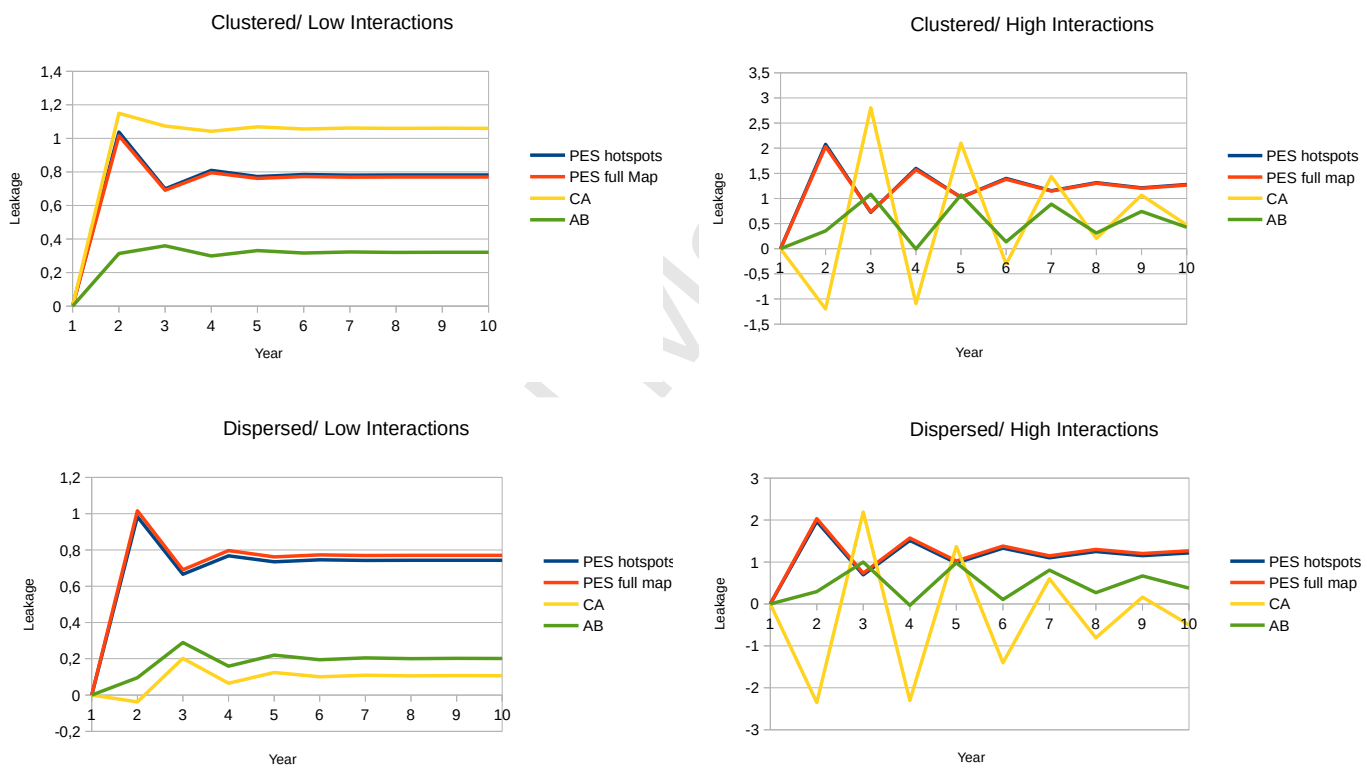 Clustered/ Low Interactions
1,4
1,2
1
0,8
0,6
0,4
0,2
0
Leakage
1 2 3 4 5 6 7 8 9 10
Year
PES hotspots
PES full Map
CA
AB
Clustered/ High Interactions
3,5
3
2,5
2
1,5
1
0,5
0
-0,5
-1
-1,5
Leakage
1 2 3 4 5 6 7 8 9 10
Year
PES hotspots
PES full map
CA
AB
Dispersed/ Low Interactions
1,2
1
0,8
0,6
0,4
0,2
0
-0,2
Leakage
1 2 3 4 5 6 7 8 9 10
Year
PES hotspots
PES full map
CA
AB
Dispersed/ High Interactions
3
2
1
0
-1
-2
-3
Leakage
1 2 3 4 5 6 7 8 9 10
Year
PES hotspots
PES full map
CA
AB